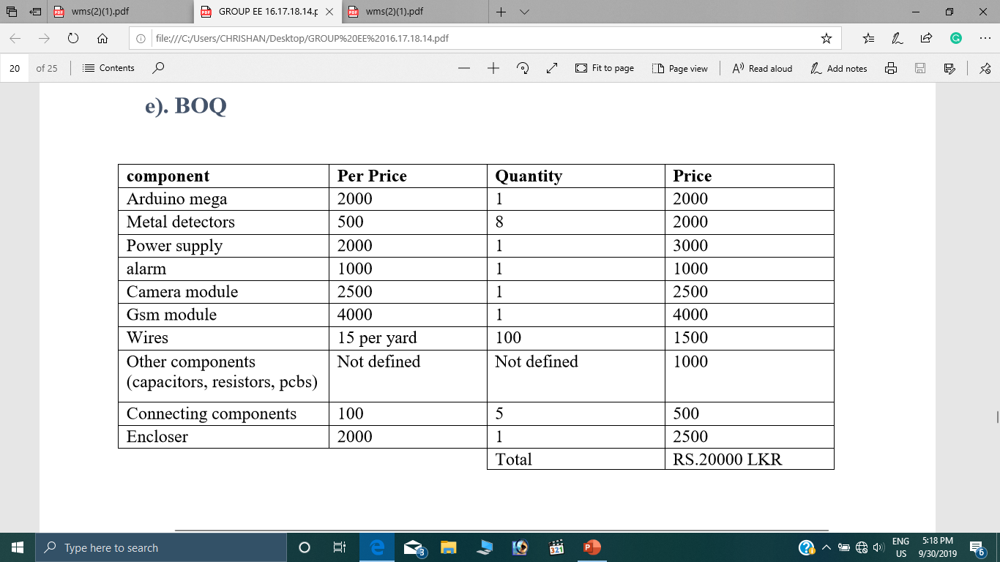 wms(2)(1).pdf GROUP EE 16.17.18.14.p wms(2)(1).pdf
file:///C:/Users/CHRISHAN/Desktop/GROUP%20EE%2016.17.18.14.pdf
20 of 25 Contents Fit to page Page view Read aloud Add notes
e). BOQ
component Per Price Quantity Price
Arduino mega 2000 1 2000
Metal detectors 500 8 2000
Power supply 2000 1 3000
alarm 1000 1 1000
Camera module 2500 1 2500
Gsm module 4000 1 4000
Wires 15 per yard 100 1500
Other components Not defined Not defined 1000
(capacitors, resistors, pcbs)
Connecting components 100 5 500
Encloser 2000 1 2500
Total RS.20000 LKR
Type here to search 3 321 ENG 5:18 PM
US 9/30/2019 6